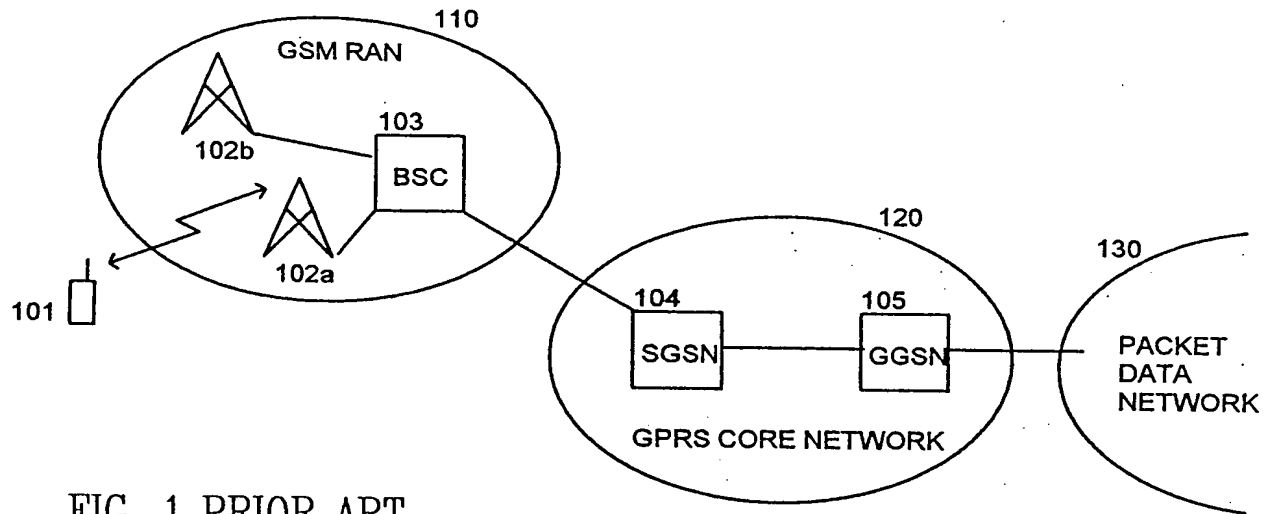 110
GSM RAN
103
102b
BSC
102a
101
120
130
104
105
SGSN
GGSN
PACKET
DATA
NETWORK
GPRS CORE NETWORK
FIG. 1 PRIOR ART